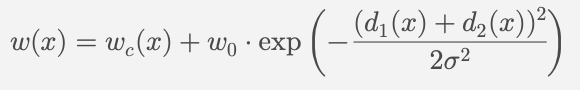 w(x) = w_c(x) + w_0 · exp(−(d_1(x) + d_2(x))^2 / 2σ^2)